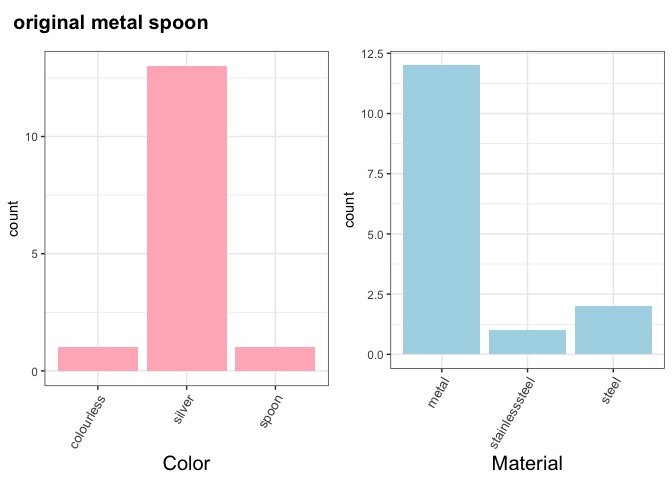 original metal spoon
count
10
5
0
colourless
silver
spoon
Color
count
12.5
10.0
7.5
5.0
2.5
0.0
metal
stainlesssteel
steel
Material